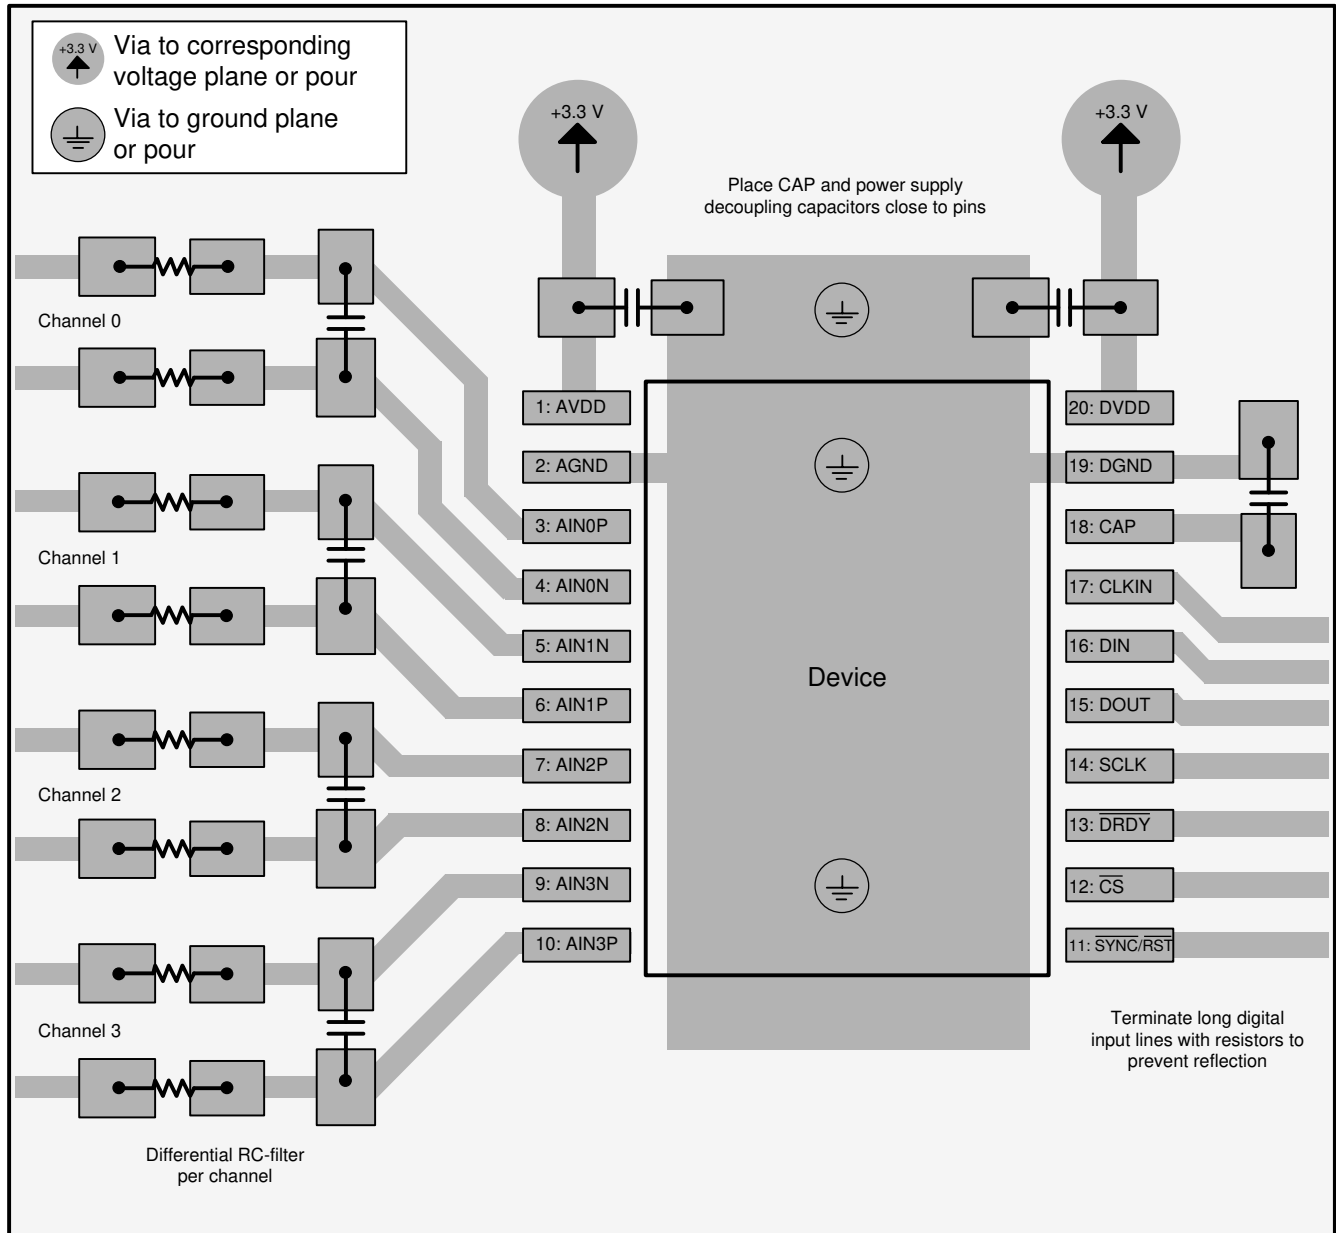 +3.3 V
Via to corresponding
voltage plane or pour
Via to ground plane
or pour
+3.3 V
+3.3 V
Place CAP and power supply
decoupling capacitors close to pins
Channel 0
Channel 1
Channel 2
Channel 3
1: AVDD
2: AGND
3: AIN0P
4: AIN0N
5: AIN1N
6: AIN1P
7: AIN2P
8: AIN2N
9: AIN3N
10: AIN3P
Device
20: DVDD
19: DGND
18: CAP
17: CLKIN
16: DIN
15: DOUT
14: SCLK
13: D̅R̅D̅Y̅
12: C̅S̅
11: S̅Y̅N̅C̅/R̅S̅T̅
Terminate long digital
input lines with resistors to
prevent reflection
Differential RC-filter
per channel